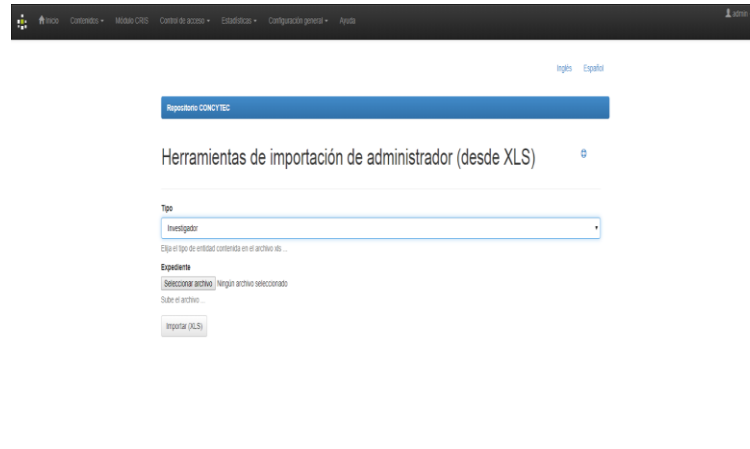 Inicio Contenidos Módulo CRIS Control de acceso Estadísticas Configuración general Ayuda admin
Inglés Español
Repositorio CONCYTEC
Herramientas de importación de administrador (desde XLS)
Tipo
Investigador
Elija el tipo de entidad contenida en el archivo xls ...
Expediente
Seleccionar archivo Ningún archivo seleccionado
Sube el archivo ...
Importar (XLS)